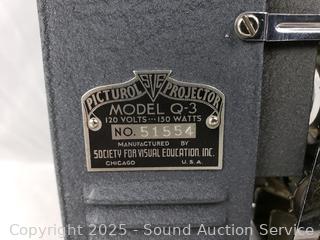 SVE
PICTUROL PROJECTOR
MODEL Q-3
120 VOLTS---150 WATTS
NO. 51554
MANUFACTURED BY
SOCIETY FOR VISUAL EDUCATION INC.
CHICAGO U.S.A.
Copyright 2025 - Sound Auction Service